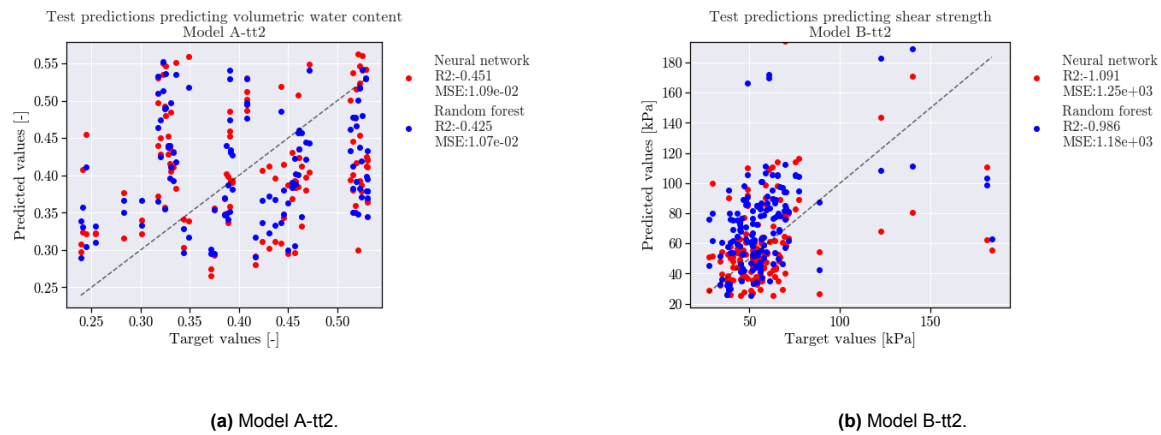 Test predictions predicting volumetric water content
Model A-tt2
Predicted values [-]
0.55
0.50
0.45
0.40
0.35
0.30
0.25
0.25
0.30
0.35
0.40
0.45
0.50
Target values [-]
Neural network
R2:-0.451
MSE:1.09e-02
Random forest
R2:-0.425
MSE:1.07e-02
(a) Model A-tt2.
Test predictions predicting shear strength
Model B-tt2
Predicted values [kPa]
180
160
140
120
100
80
60
40
20
50
100
150
Target values [kPa]
Neural network
R2:-1.091
MSE:1.25e+03
Random forest
R2:-0.986
MSE:1.18e+03
(b) Model B-tt2.